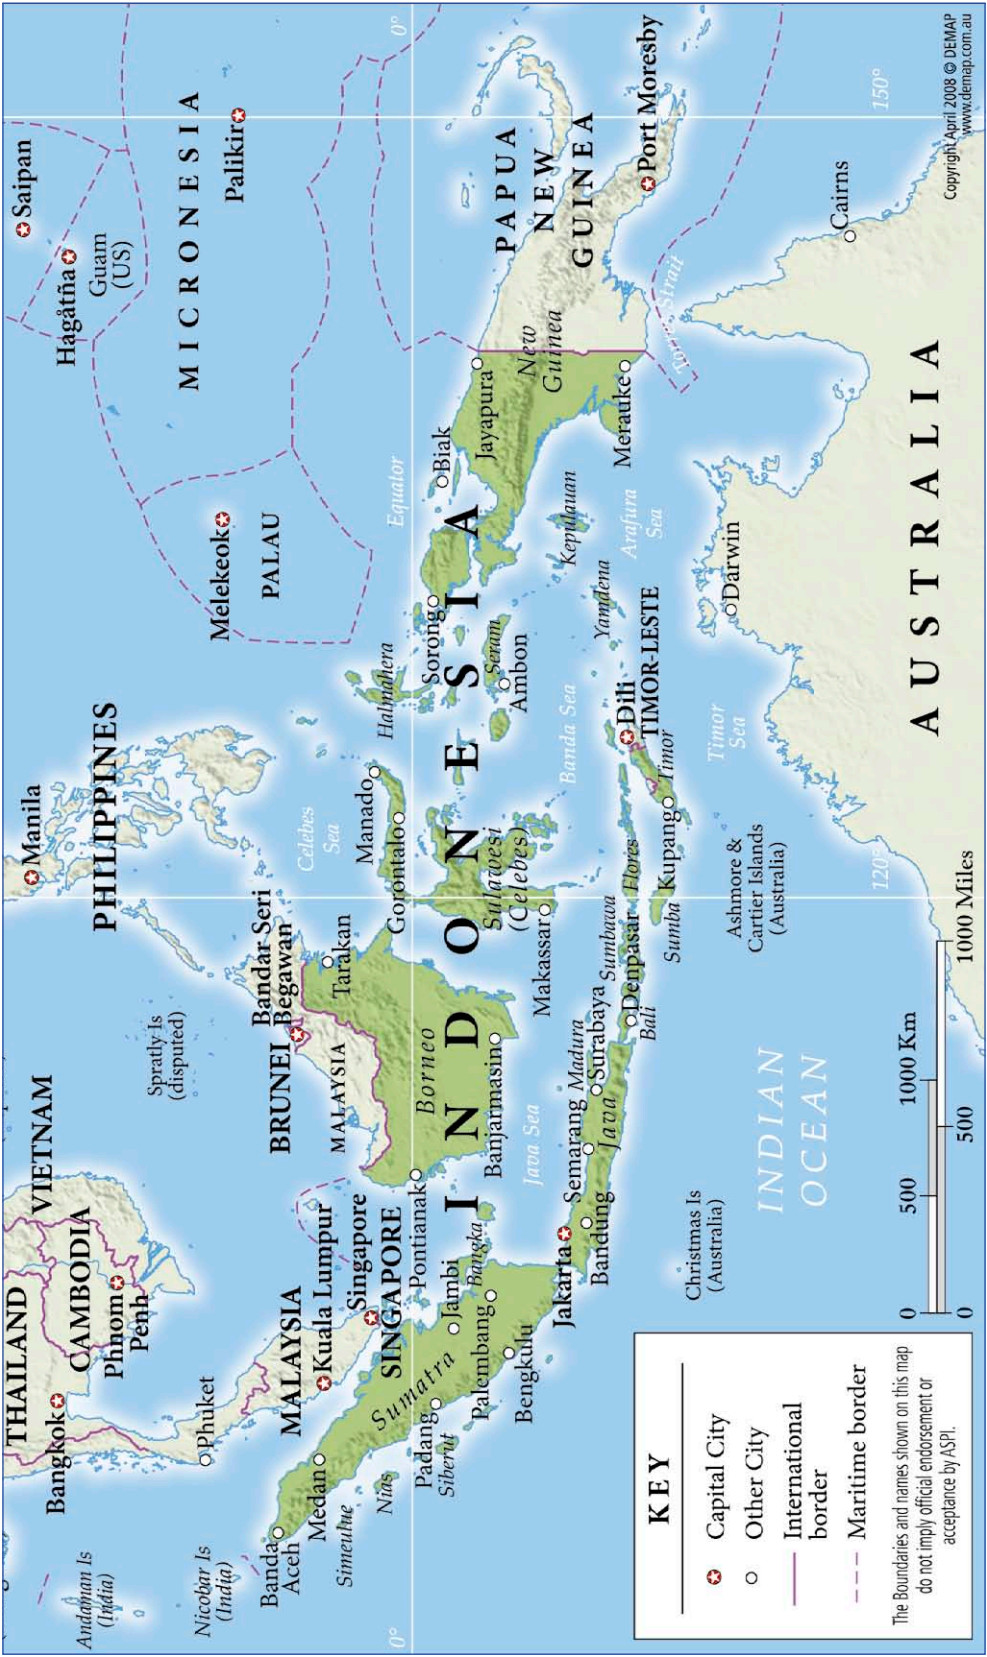 THAILAND
Bangkok
CAMBODIA
Phnom
Penh
VIETNAM
Manila
PHILIPPINES
Saipan
Hagåtña
Guam
(US)
MICRONESIA
Palikir
Melekeok
PALAU
Andaman Is
(India)
Nicobar Is
(India)
Phuket
Spratly Is
(disputed)
MALAYSIA
Kuala Lumpur
Singapore
SINGAPORE
BRUNEI
Bandar Seri
Begawan
MALAYSIA
Tarakan
Celebes
Sea
Manado
Gorontalo
Halmahera
Equator
0°
0°
Banda
Aceh
Medan
Simeulue
Nias
Sumatra
Padang
Siberut
Jambi
Palembang
Bangka
Bengkulu
Pontianak
Borneo
Banjarmasin
INDONESIA
Sulawesi
(Celebes)
Makassar
Sorong
Seram
Ambon
Biak
Jayapura
New
Guinea
Merauke
PAPUA
NEW
GUINEA
Port Moresby
Java Sea
Jakarta
Bandung
Semarang
Java
Madura
Surabaya
Denpasar
Bali
Sumbawa
Flores
Sumba
Kupang
Timor
Dili
TIMOR-LESTE
Banda Sea
Yamdena
Kepulauan
Arafura
Sea
Timor
Sea
Torres Strait
Christmas Is
(Australia)
Ashmore &
Cartier Islands
(Australia)
INDIAN
OCEAN
Darwin
Cairns
AUSTRALIA
120°
150°
KEY
Capital City
Other City
International
border
Maritime border
The Boundaries and names shown on this map
do not imply official endorsement or
acceptance by ASPI.
0 500 1000 Km
0 500 1000 Miles
Copyright April 2008 © DEMAP
www.demap.com.au